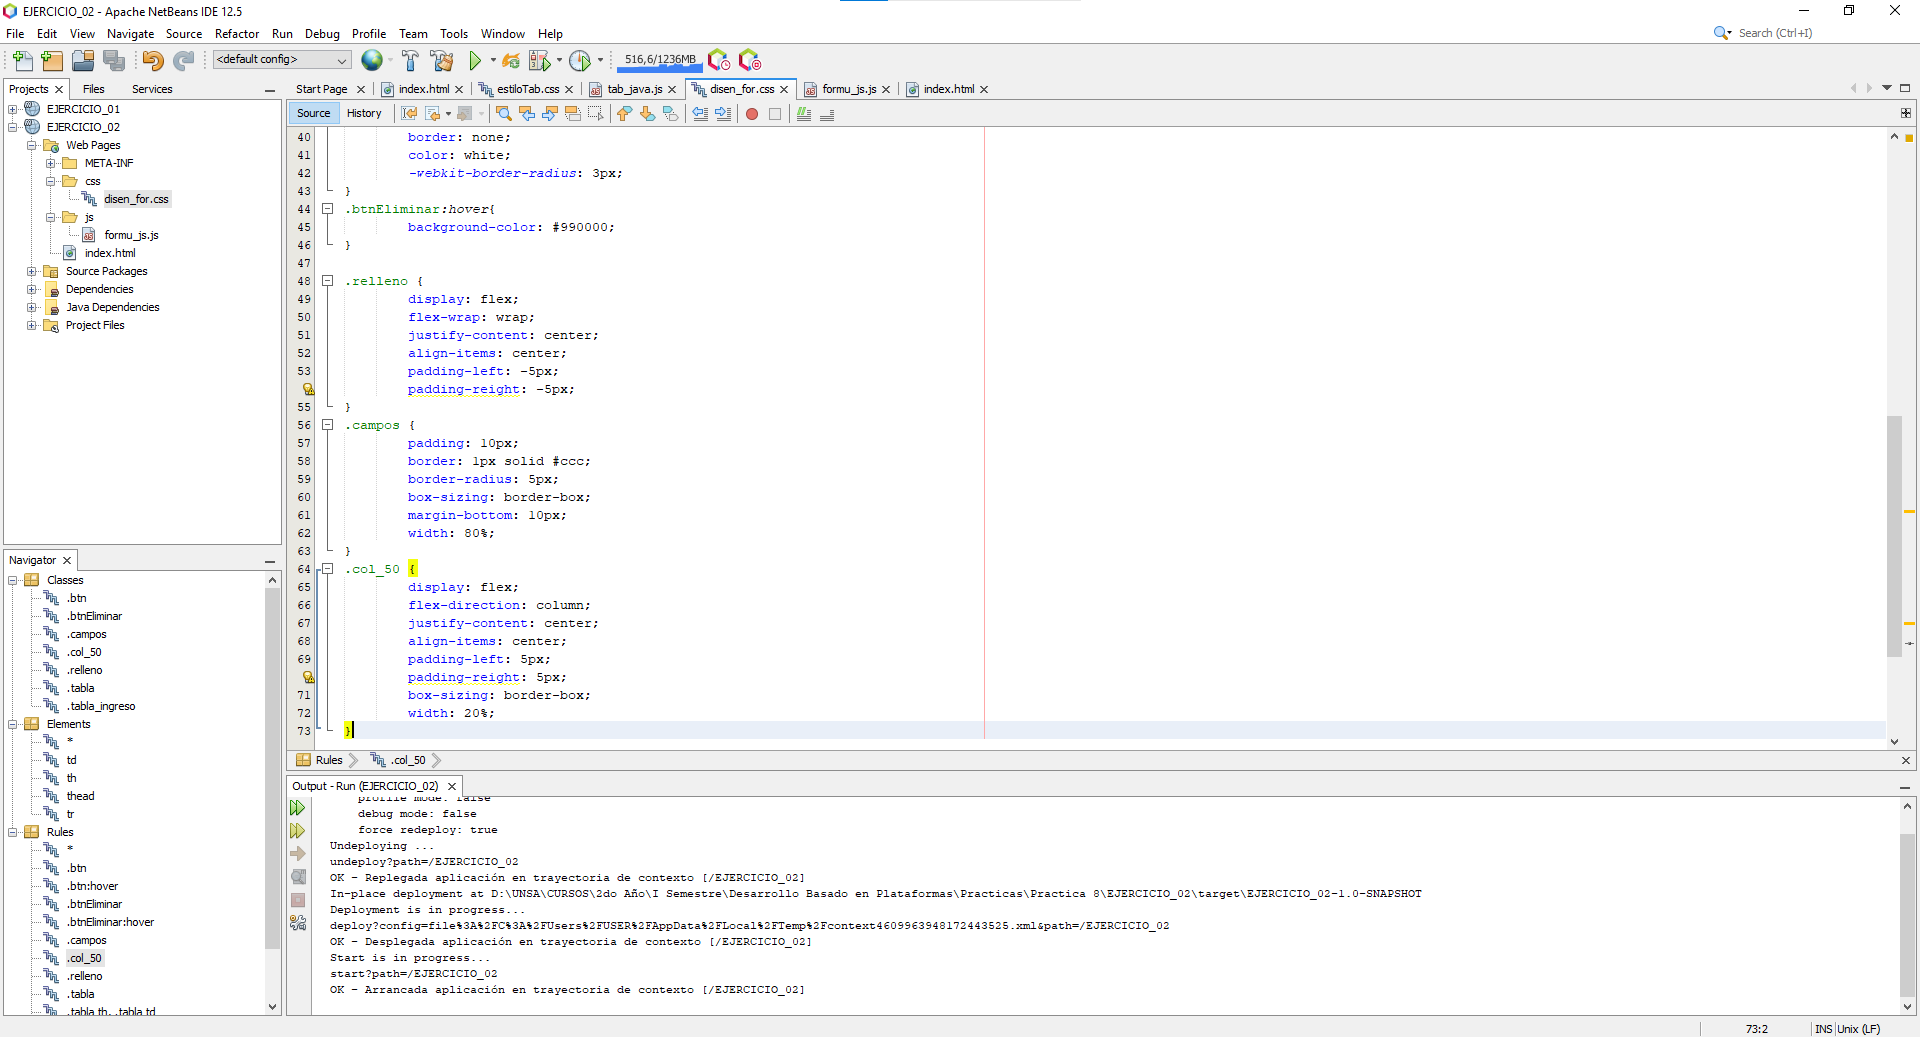 EJERCICIO_02 - Apache NetBeans IDE 12.5
File Edit View Navigate Source Refactor Run Debug Profile Team Tools Window Help
Search (Ctrl+I)
<default config>
516,6/1236MB
Projects Files Services
EJERCICIO_01
EJERCICIO_02
Web Pages
META-INF
css
disen_for.css
js
formu_js.js
index.html
Source Packages
Dependencies
Java Dependencies
Project Files
Navigator
Classes
.btn
.btnEliminar
.campos
.col_50
.relleno
.tabla
.tabla_ingreso
Elements
*
td
th
thead
tr
Rules
*
.btn
.btn:hover
.btnEliminar
.btnEliminar:hover
.campos
.col_50
.relleno
.tabla
.tabla th, .tabla td
Start Page index.html estiloTab.css tab_java.js disen_for.css formu_js.js index.html
Source History
40 border: none;
41 color: white;
42 -webkit-border-radius: 3px;
43 }
44 .btnEliminar:hover{
45 background-color: #990000;
46 }
47
48 .relleno {
49 display: flex;
50 flex-wrap: wrap;
51 justify-content: center;
52 align-items: center;
53 padding-left: -5px;
padding-reight: -5px;
55 }
56 .campos {
57 padding: 10px;
58 border: 1px solid #ccc;
59 border-radius: 5px;
60 box-sizing: border-box;
61 margin-bottom: 10px;
62 width: 80%;
63 }
64 .col_50 {
65 display: flex;
66 flex-direction: column;
67 justify-content: center;
68 align-items: center;
69 padding-left: 5px;
padding-reight: 5px;
71 box-sizing: border-box;
72 width: 20%;
73 }
Rules .col_50
Output - Run (EJERCICIO_02)
profile mode: false
debug mode: false
force redeploy: true
Undeploying ...
undeploy?path=/EJERCICIO_02
OK - Replegada aplicación en trayectoria de contexto [/EJERCICIO_02]
In-place deployment at D:\UNSA\CURSOS\2do Año\I Semestre\Desarrollo Basado en Plataformas\Practicas\Practica 8\EJERCICIO_02\target\EJERCICIO_02-1.0-SNAPSHOT
Deployment is in progress...
deploy?config=file%3A%2FC%3A%2FUsers%2FUSER%2FAppData%2FLocal%2FTemp%2Fcontext4609963948172443525.xml&path=/EJERCICIO_02
OK - Desplegada aplicación en trayectoria de contexto [/EJERCICIO_02]
Start is in progress...
start?path=/EJERCICIO_02
OK - Arrancada aplicación en trayectoria de contexto [/EJERCICIO_02]
73:2 INS Unix (LF)